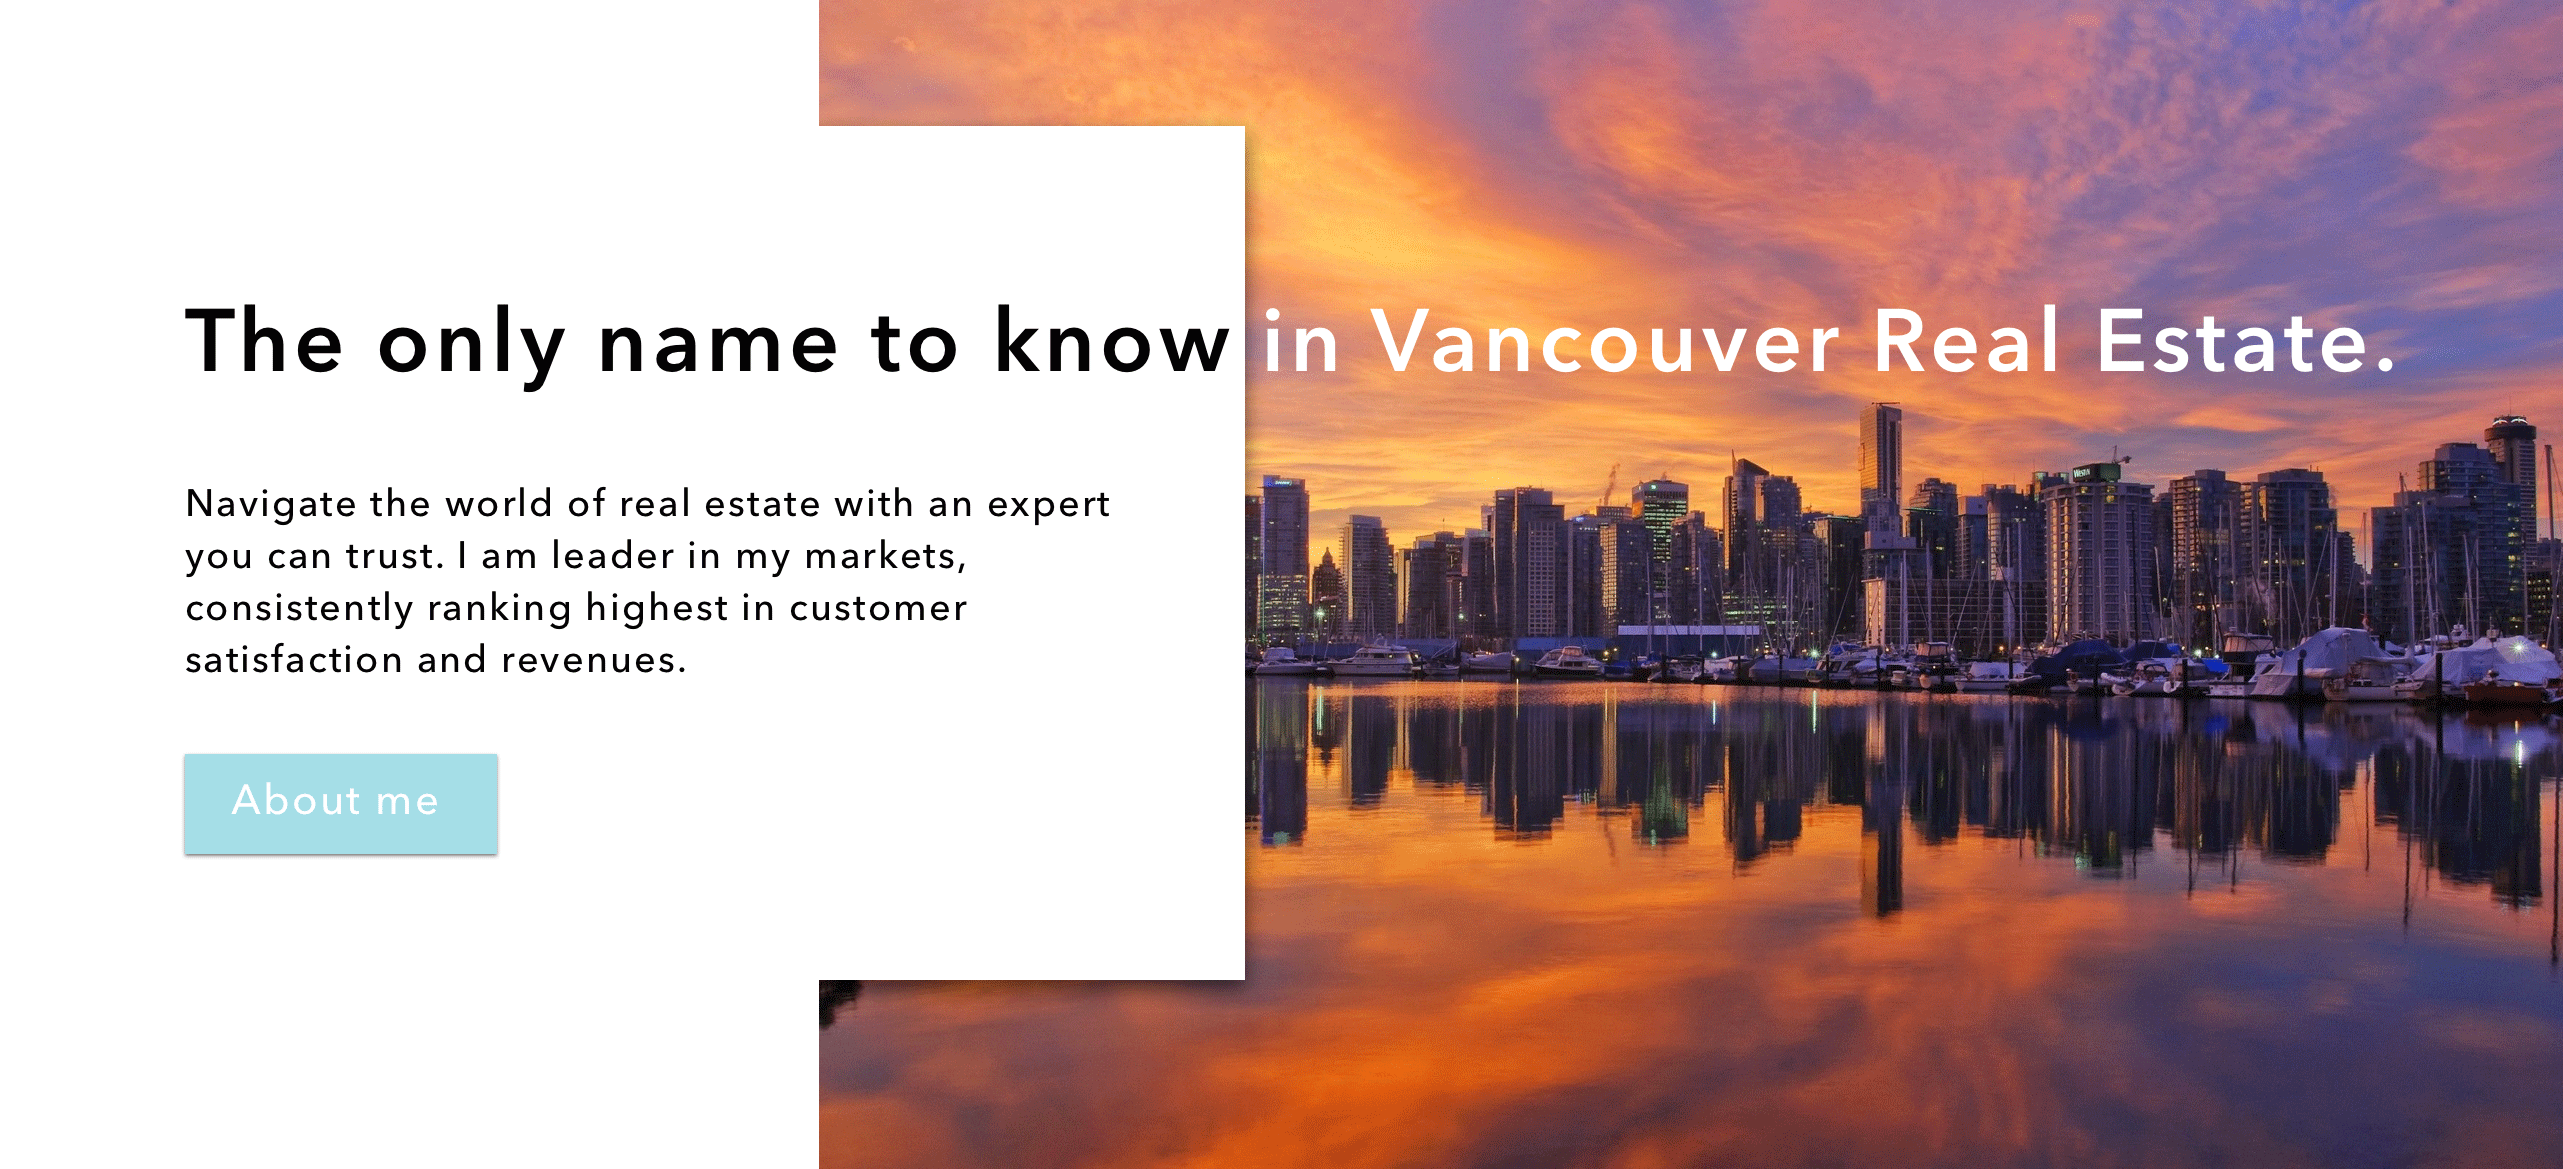 The only name to know in Vancouver Real Estate.
Navigate the world of real estate with an expert
you can trust. I am leader in my markets,
consistently ranking highest in customer
satisfaction and revenues.
About me